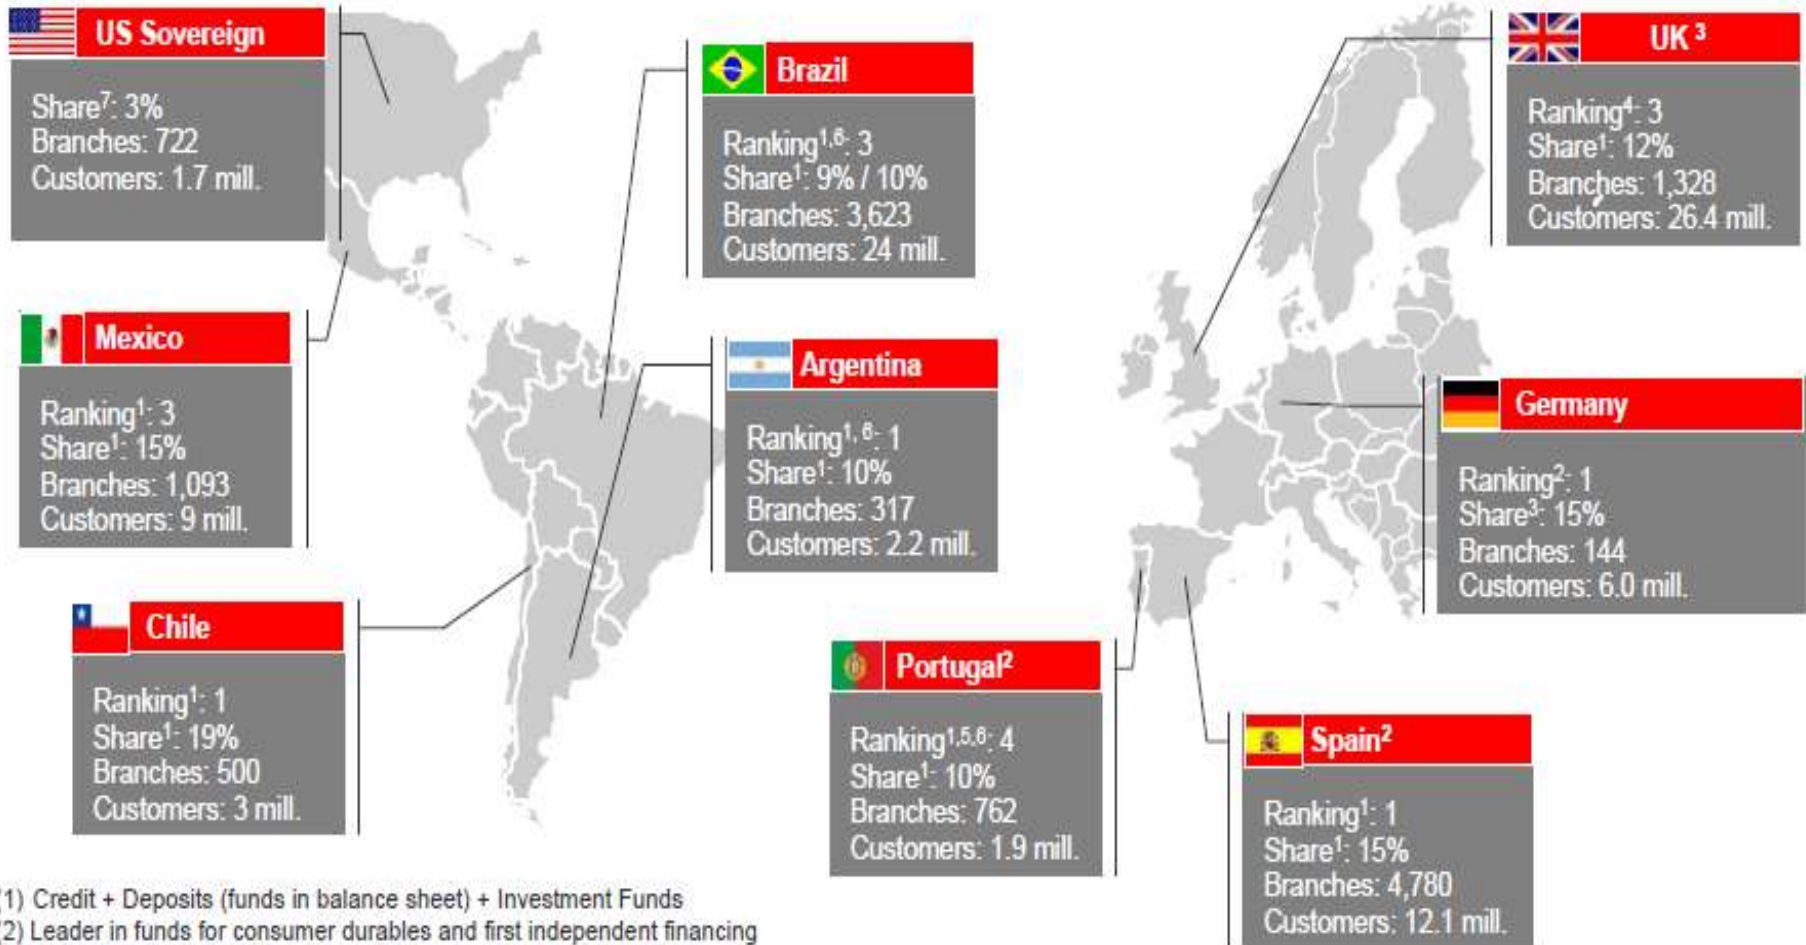 US Sovereign
Share⁷: 3%
Branches: 722
Customers: 1.7 mill.
Brazil
Ranking¹,⁶: 3
Share¹: 9% / 10%
Branches: 3,623
Customers: 24 mill.
UK ³
Ranking⁴: 3
Share¹: 12%
Branches: 1,328
Customers: 26.4 mill.
Mexico
Ranking¹: 3
Share¹: 15%
Branches: 1,093
Customers: 9 mill.
Argentina
Ranking¹, ⁶: 1
Share¹: 10%
Branches: 317
Customers: 2.2 mill.
Germany
Ranking²: 1
Share³: 15%
Branches: 144
Customers: 6.0 mill.
Chile
Ranking¹: 1
Share¹: 19%
Branches: 500
Customers: 3 mill.
Portugal²
Ranking¹,⁵,⁶: 4
Share¹: 10%
Branches: 762
Customers: 1.9 mill.
Spain²
Ranking¹: 1
Share¹: 15%
Branches: 4,780
Customers: 12.1 mill.
(1) Credit + Deposits (funds in balance sheet) + Investment Funds
(2) Leader in funds for consumer durables and first independent financing